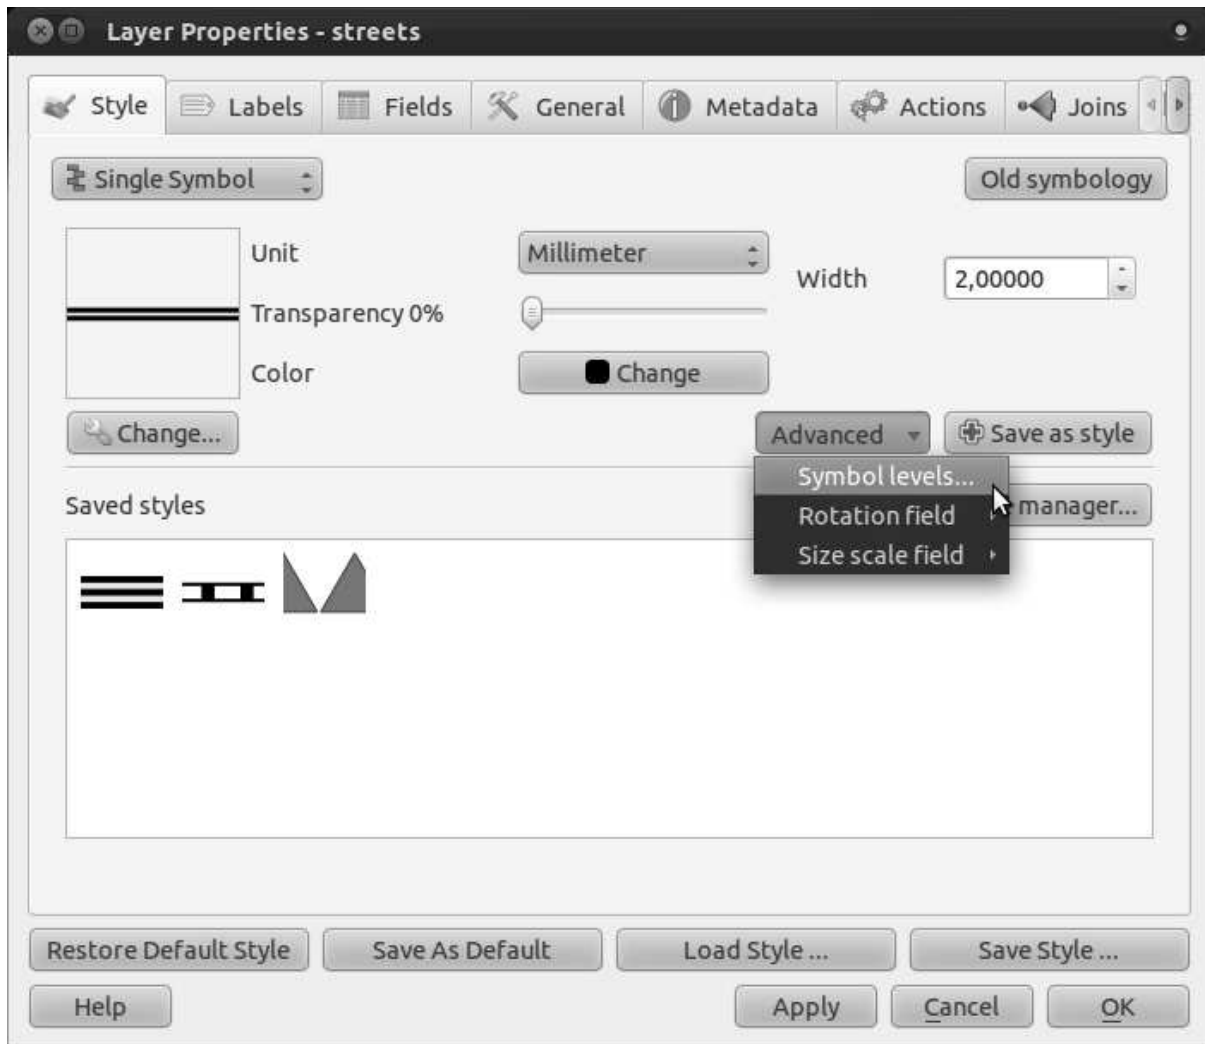 Layer Properties - streets
Style Labels Fields General Metadata Actions Joins
Single Symbol Old symbology
Unit Millimeter Width 2,00000
Transparency 0%
Color Change
Change... Advanced Save as style
Symbol levels...
Saved styles manager...
Rotation field
Size scale field
Restore Default Style Save As Default Load Style ... Save Style ...
Help Apply Cancel OK